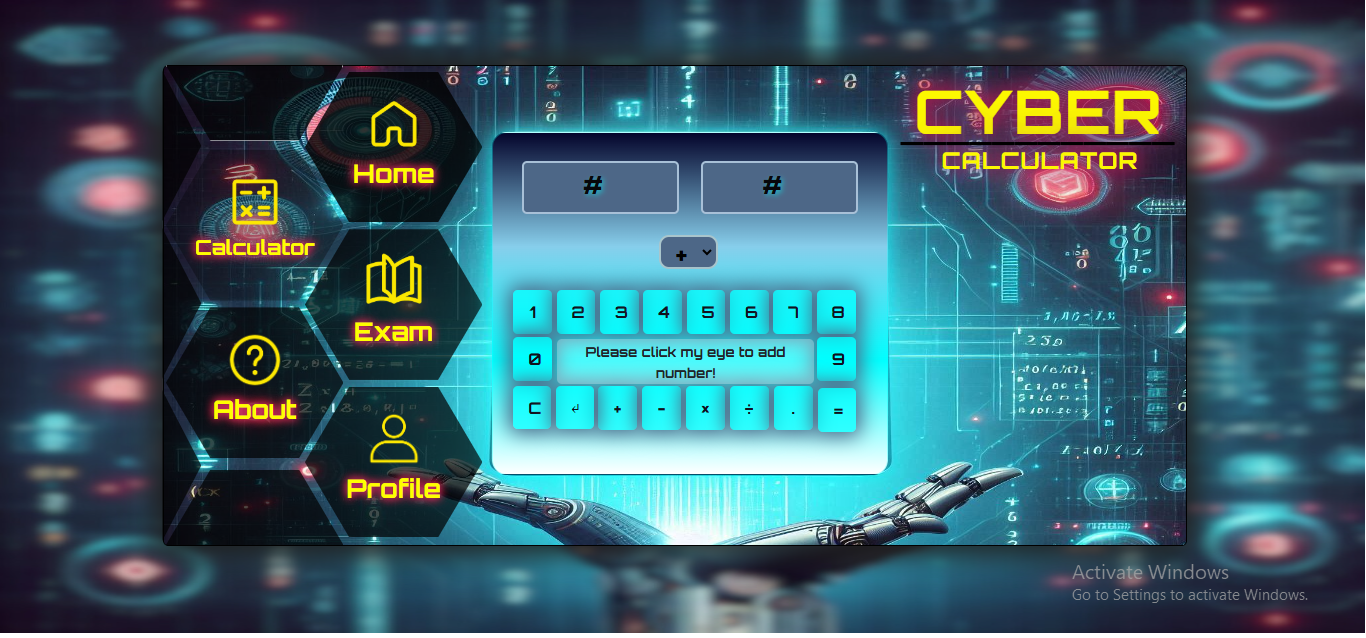 CYBER
CALCULATOR
Home
Calculator
Exam
About
Profile
# #
+
1 2 3 4 5 6 7 8
0 Please click my eye to add 9
number!
C ↲ + - x ÷ . =
Activate Windows
Go to Settings to activate Windows.